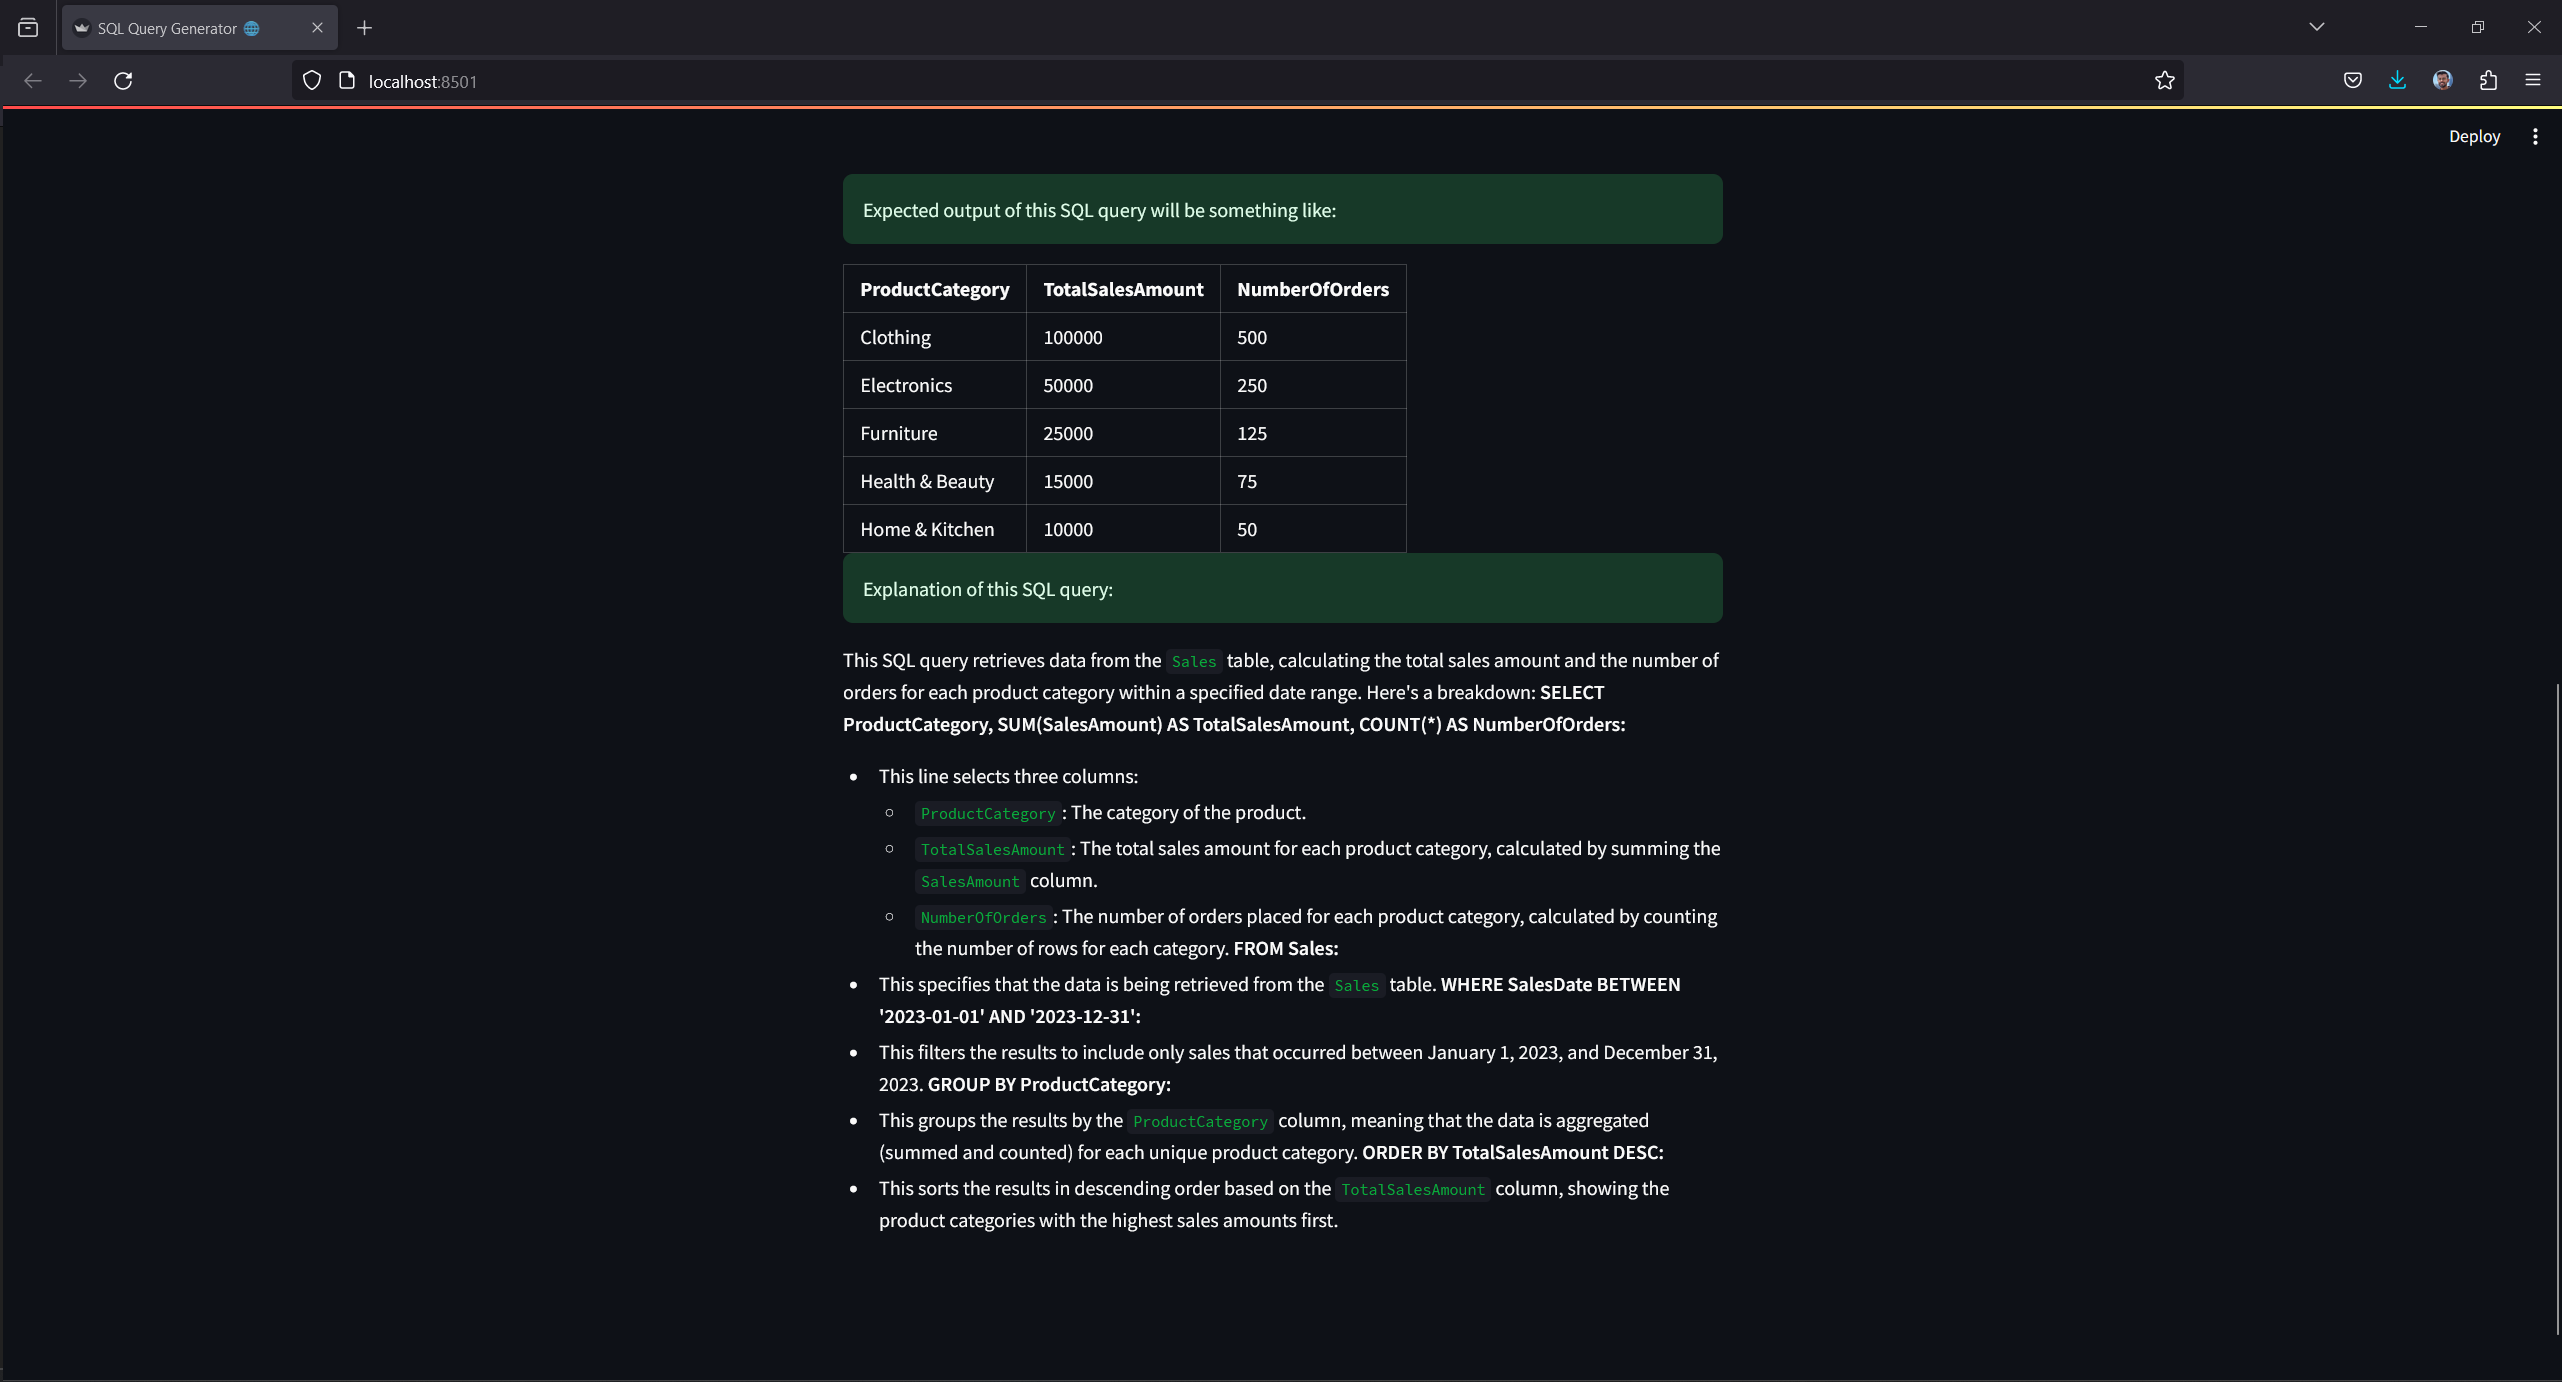 SQL Query Generator
localhost:8501
Deploy
Expected output of this SQL query will be something like:
ProductCategory TotalSalesAmount NumberOfOrders
Clothing 100000 500
Electronics 50000 250
Furniture 25000 125
Health & Beauty 15000 75
Home & Kitchen 10000 50
Explanation of this SQL query:
This SQL query retrieves data from the Sales table, calculating the total sales amount and the number of
orders for each product category within a specified date range. Here's a breakdown: SELECT
ProductCategory, SUM(SalesAmount) AS TotalSalesAmount, COUNT(*) AS NumberOfOrders:
This line selects three columns:
ProductCategory: The category of the product.
TotalSalesAmount: The total sales amount for each product category, calculated by summing the
SalesAmount column.
NumberOfOrders: The number of orders placed for each product category, calculated by counting
the number of rows for each category. FROM Sales:
This specifies that the data is being retrieved from the Sales table. WHERE SalesDate BETWEEN
'2023-01-01' AND '2023-12-31':
This filters the results to include only sales that occurred between January 1, 2023, and December 31,
2023. GROUP BY ProductCategory:
This groups the results by the ProductCategory column, meaning that the data is aggregated
(summed and counted) for each unique product category. ORDER BY TotalSalesAmount DESC:
This sorts the results in descending order based on the TotalSalesAmount column, showing the
product categories with the highest sales amounts first.